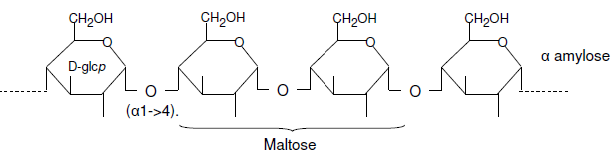 CH2OH CH2OH CH2OH CH2OH
O O O O
D-glcp
α amylose
O O O
(α1->4).
Maltose